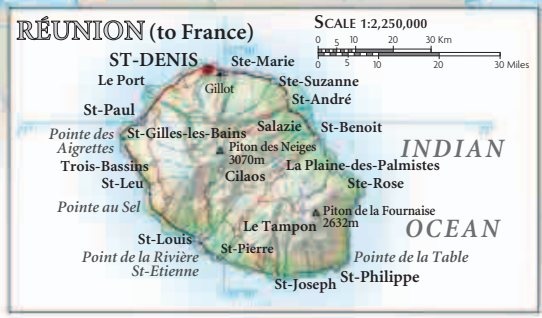 RÉUNION (to France)
SCALE 1:2,250,000
0 5 10 20 30 Km
0 5 10 20 30 Miles
ST-DENIS
Ste-Marie
Le Port
Gillot
Ste-Suzanne
St-André
St-Paul
Salazie
St-Benoit
Pointe des
Aigrettes
St-Gilles-les-Bains
Piton des Neiges
3070m
INDIAN
Trois-Bassins
La Plaine-des-Palmistes
St-Leu
Cilaos
Ste-Rose
Pointe au Sel
Piton de la Fournaise
2632m
Le Tampon
OCEAN
St-Louis
St-Pierre
Point de la Rivière
St-Etienne
Pointe de la Table
St-Joseph
St-Philippe